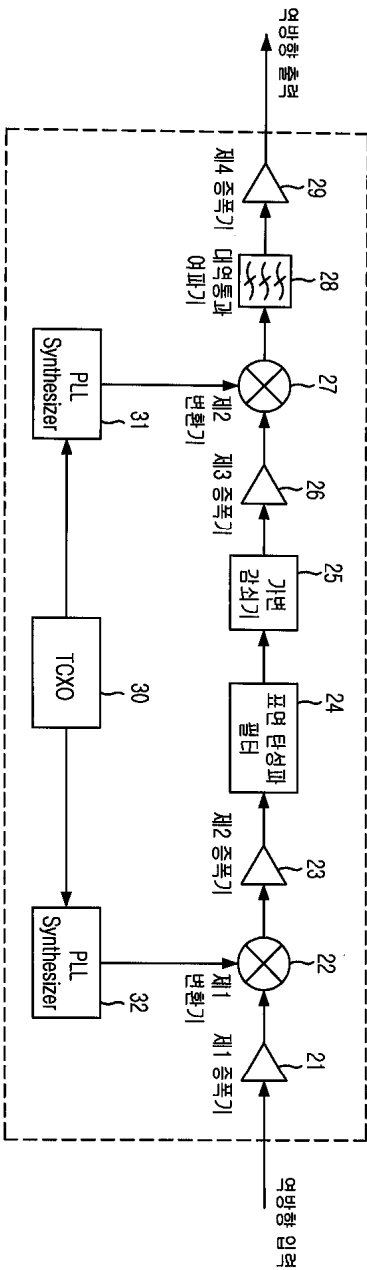 역방향 출력
29
제4 증폭기
28
대역통과
여파기
27
제2
변환기
26
제3 증폭기
25
가변
감쇠기
24
표면 탄성파
필터
23
제2 증폭기
22
제1
변환기
21
제1 증폭기
역방향 입력
PLL
Synthesizer
31
TCXO
30
PLL
Synthesizer
32